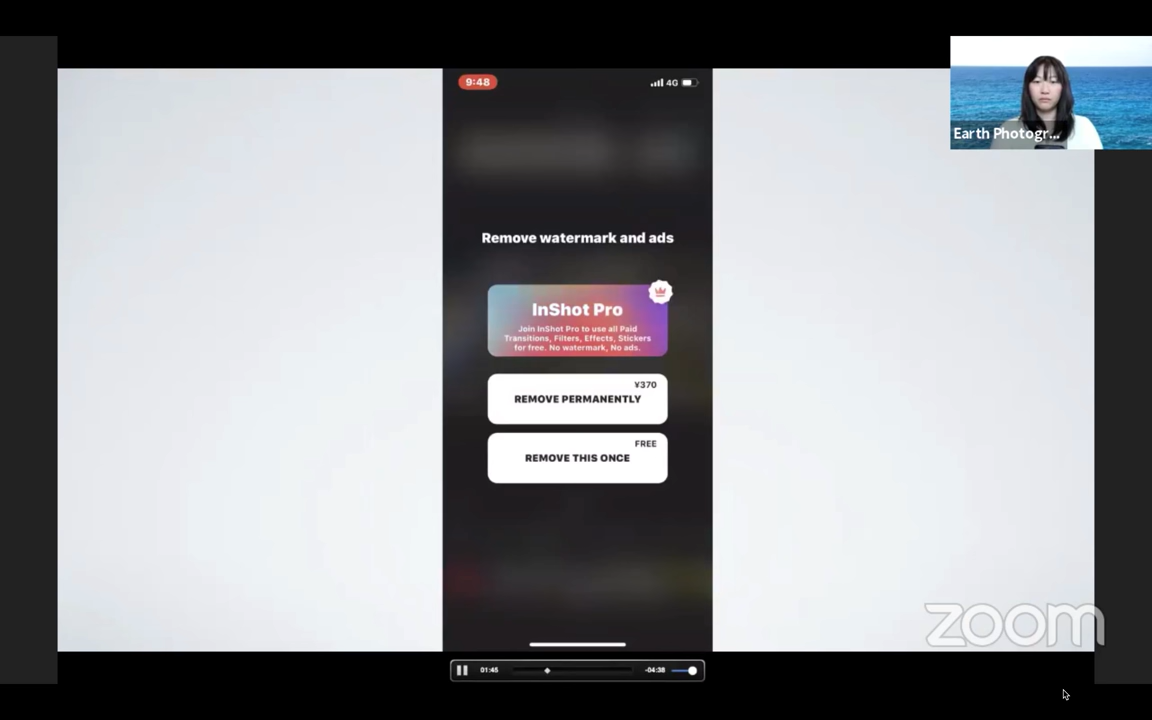 9:48
4G
Earth Photogr...
Remove watermark and ads
InShot Pro
Join InShot Pro to use all Paid
Transitions, Filters, Effects, Stickers
for free. No watermark, No ads.
¥370
REMOVE PERMANENTLY
FREE
REMOVE THIS ONCE
zoom
01:45
-04:38